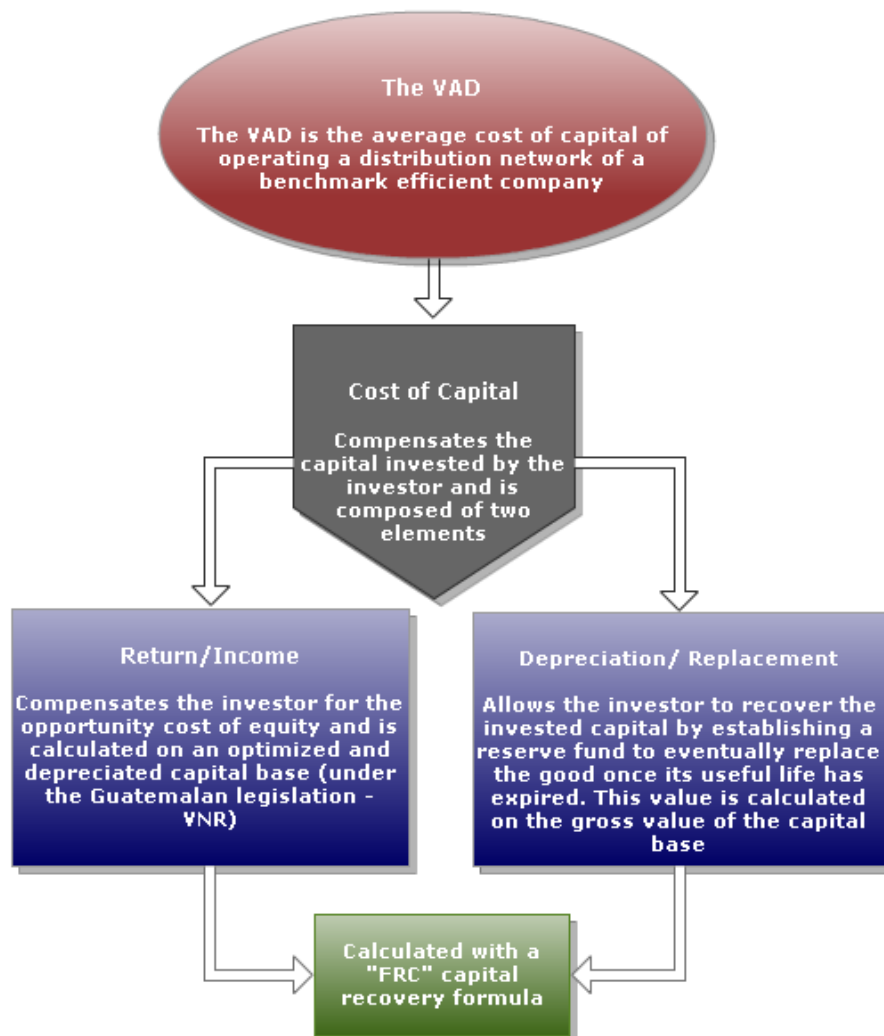 The VAD
The VAD is the average cost of capital of
operating a distribution network of a
benchmark efficient company
Cost of Capital
Compensates the
capital invested by the
investor and is
composed of two
elements
Return/Income
Compensates the investor for the
opportunity cost of equity and is
calculated on an optimized and
depreciated capital base (under
the Guatemalan legislation -
VNR)
Depreciation/ Replacement
Allows the investor to recover the
invested capital by establishing a
reserve fund to eventually replace
the good once its useful life has
expired. This value is calculated
on the gross value of the capital
base
Calculated with a
"FRC" capital
recovery formula